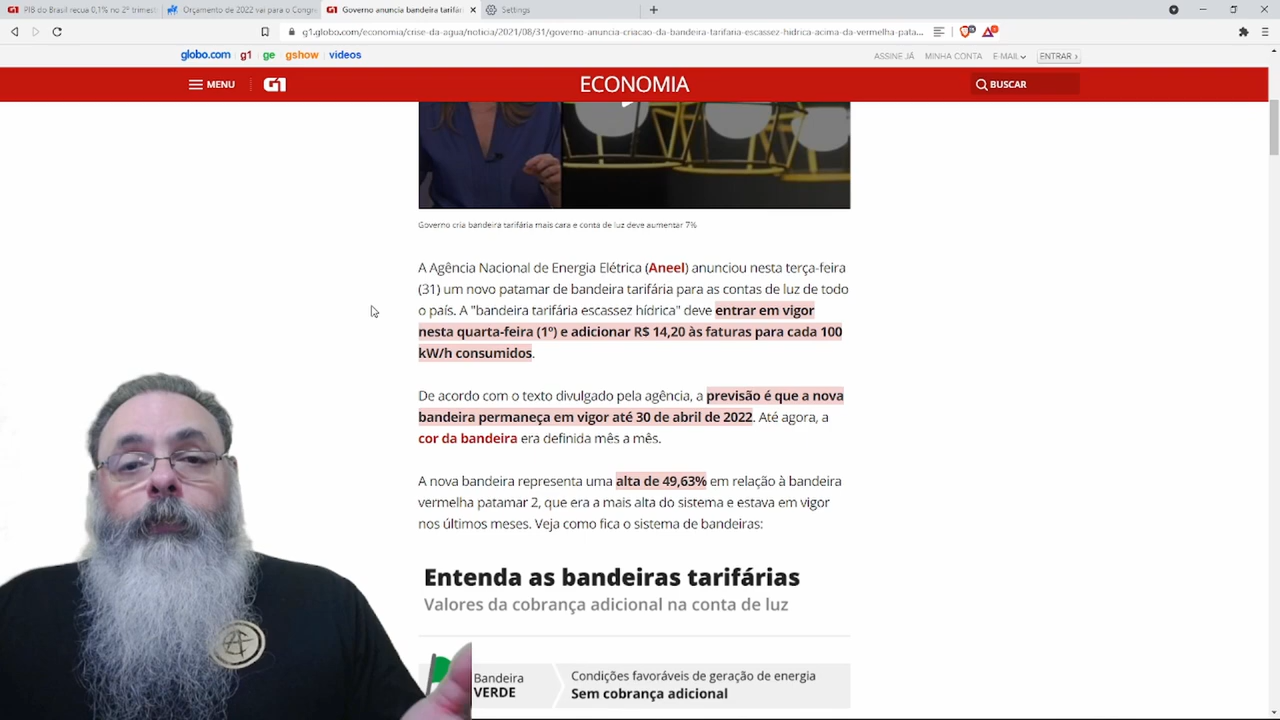 PIB do Brasil recua 0,1% no 2º trimest
Orçamento de 2022 vai para o Congr
Governo anuncia bandeira tarifári
Settings
g1.globo.com/economia/crise-da-agua/noticia/2021/08/31/governo-anuncia-criacao-da-bandeira-tarifaria-escassez-hidrica-acima-da-vermelha-pata...
globo.com g1 ge gshow videos
ASSINE JÁ MINHA CONTA E-MAIL ENTRAR ›
MENU G1 ECONOMIA BUSCAR
Governo cria bandeira tarifária mais cara e conta de luz deve aumentar 7%
A Agência Nacional de Energia Elétrica (Aneel) anunciou nesta terça-feira
(31) um novo patamar de bandeira tarifária para as contas de luz de todo
o país. A "bandeira tarifária escassez hídrica" deve entrar em vigor
nesta quarta-feira (1º) e adicionar R$ 14,20 às faturas para cada 100
kW/h consumidos.
De acordo com o texto divulgado pela agência, a previsão é que a nova
bandeira permaneça em vigor até 30 de abril de 2022. Até agora, a
cor da bandeira era definida mês a mês.
A nova bandeira representa uma alta de 49,63% em relação à bandeira
vermelha patamar 2, que era a mais alta do sistema e estava em vigor
nos últimos meses. Veja como fica o sistema de bandeiras:
Entenda as bandeiras tarifárias
Valores da cobrança adicional na conta de luz
Bandeira
VERDE
Condições favoráveis de geração de energia
Sem cobrança adicional